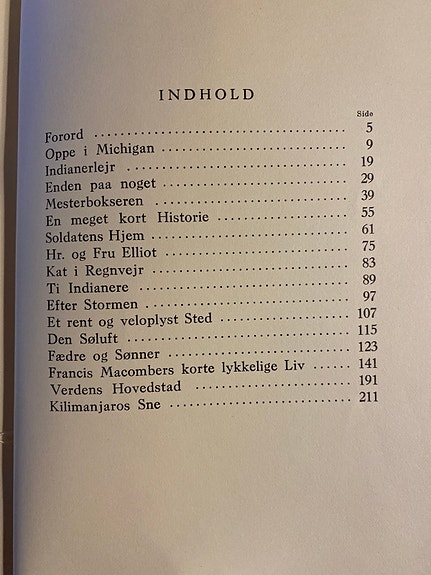 INDHOLD
Side
Forord 5
Oppe i Michigan 9
Indianerlejr 19
Enden paa noget 29
Mesterbokseren 39
En meget kort Historie 55
Soldatens Hjem 61
Hr. og Fru Elliot 75
Kat i Regnvejr 83
Ti Indianere 89
Efter Stormen 97
Et rent og veloplyst Sted 107
Den Søluft 115
Fædre og Sønner 123
Francis Macombers korte lykkelige Liv 141
Verdens Hovedstad 191
Kilimanjaros Sne 211